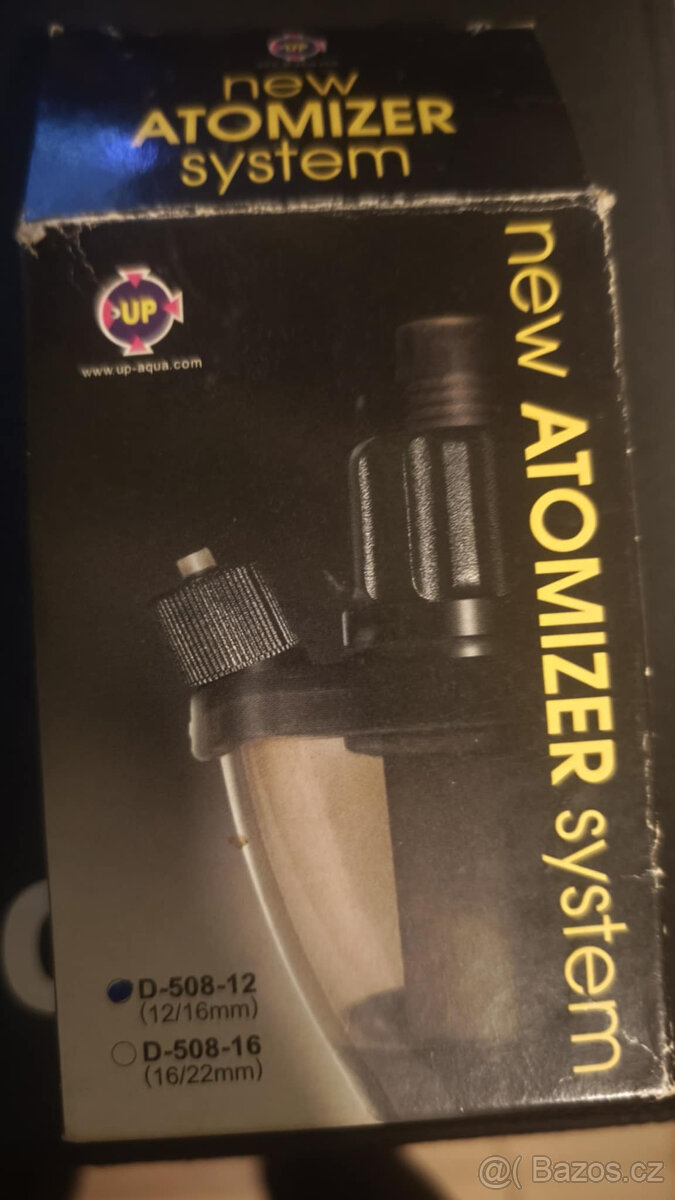 UP
new
ATOMIZER
system
UP
www.up-aqua.com
new ATOMIZER system
D-508-12
(12/16mm)
D-508-16
(16/22mm)
@( Bazos.cz